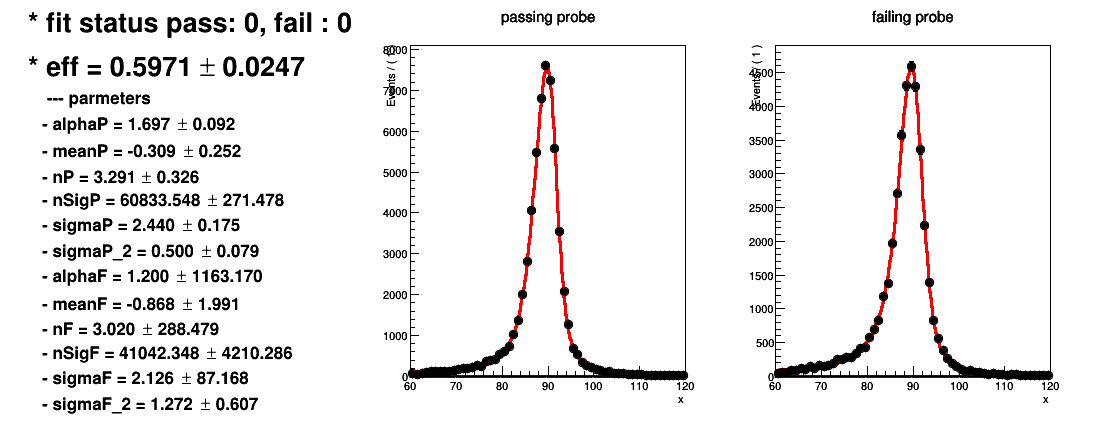 * fit status pass: 0, fail : 0
* eff = 0.5971 ± 0.0247
--- parmeters
- alphaP = 1.697 ± 0.092
- meanP = -0.309 ± 0.252
- nP = 3.291 ± 0.326
- nSigP = 60833.548 ± 271.478
- sigmaP = 2.440 ± 0.175
- sigmaP_2 = 0.500 ± 0.079
- alphaF = 1.200 ± 1163.170
- meanF = -0.868 ± 1.991
- nF = 3.020 ± 288.479
- nSigF = 41042.348 ± 4210.286
- sigmaF = 2.126 ± 87.168
- sigmaF_2 = 1.272 ± 0.607
passing probe
Events / ( 1 )
8000
7000
6000
5000
4000
3000
2000
1000
0
60 70 80 90 100 110 120
x
failing probe
Events / ( 1 )
4500
4000
3500
3000
2500
2000
1500
1000
500
0
60 70 80 90 100 110 120
x